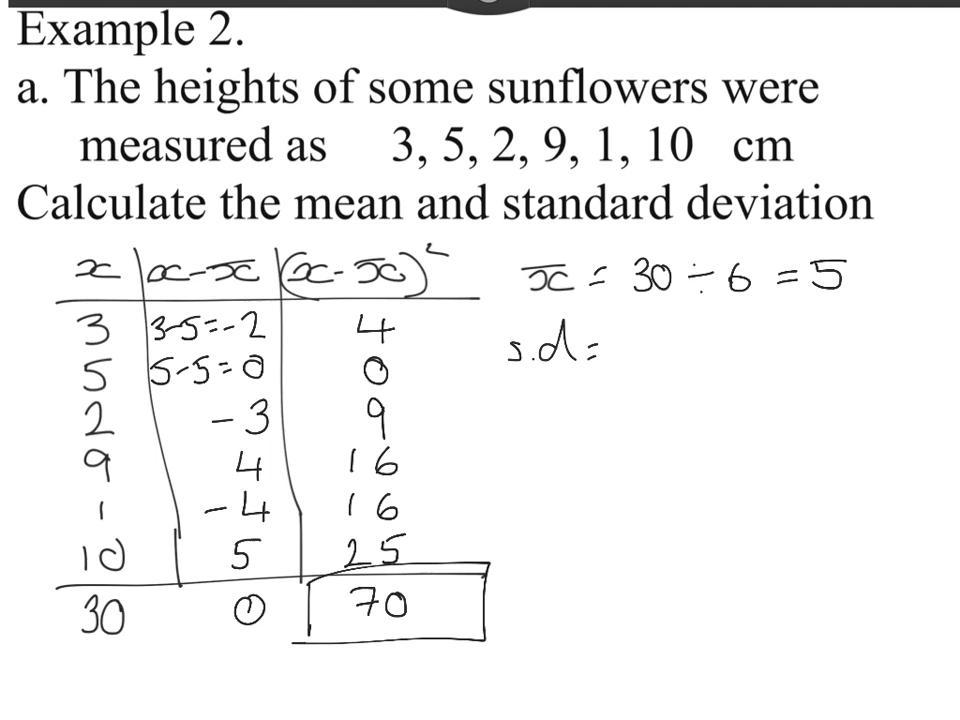 Example 2.
a. The heights of some sunflowers were
measured as 3, 5, 2, 9, 1, 10 cm
Calculate the mean and standard deviation
x x-x̄ (x-x̄)² x̄ = 30 ÷ 6 = 5
3 3-5=-2 4 s.d=
5 5-5=0 0
2 -3 9
9 4 16
1 -4 16
10 5 25
30 0 70